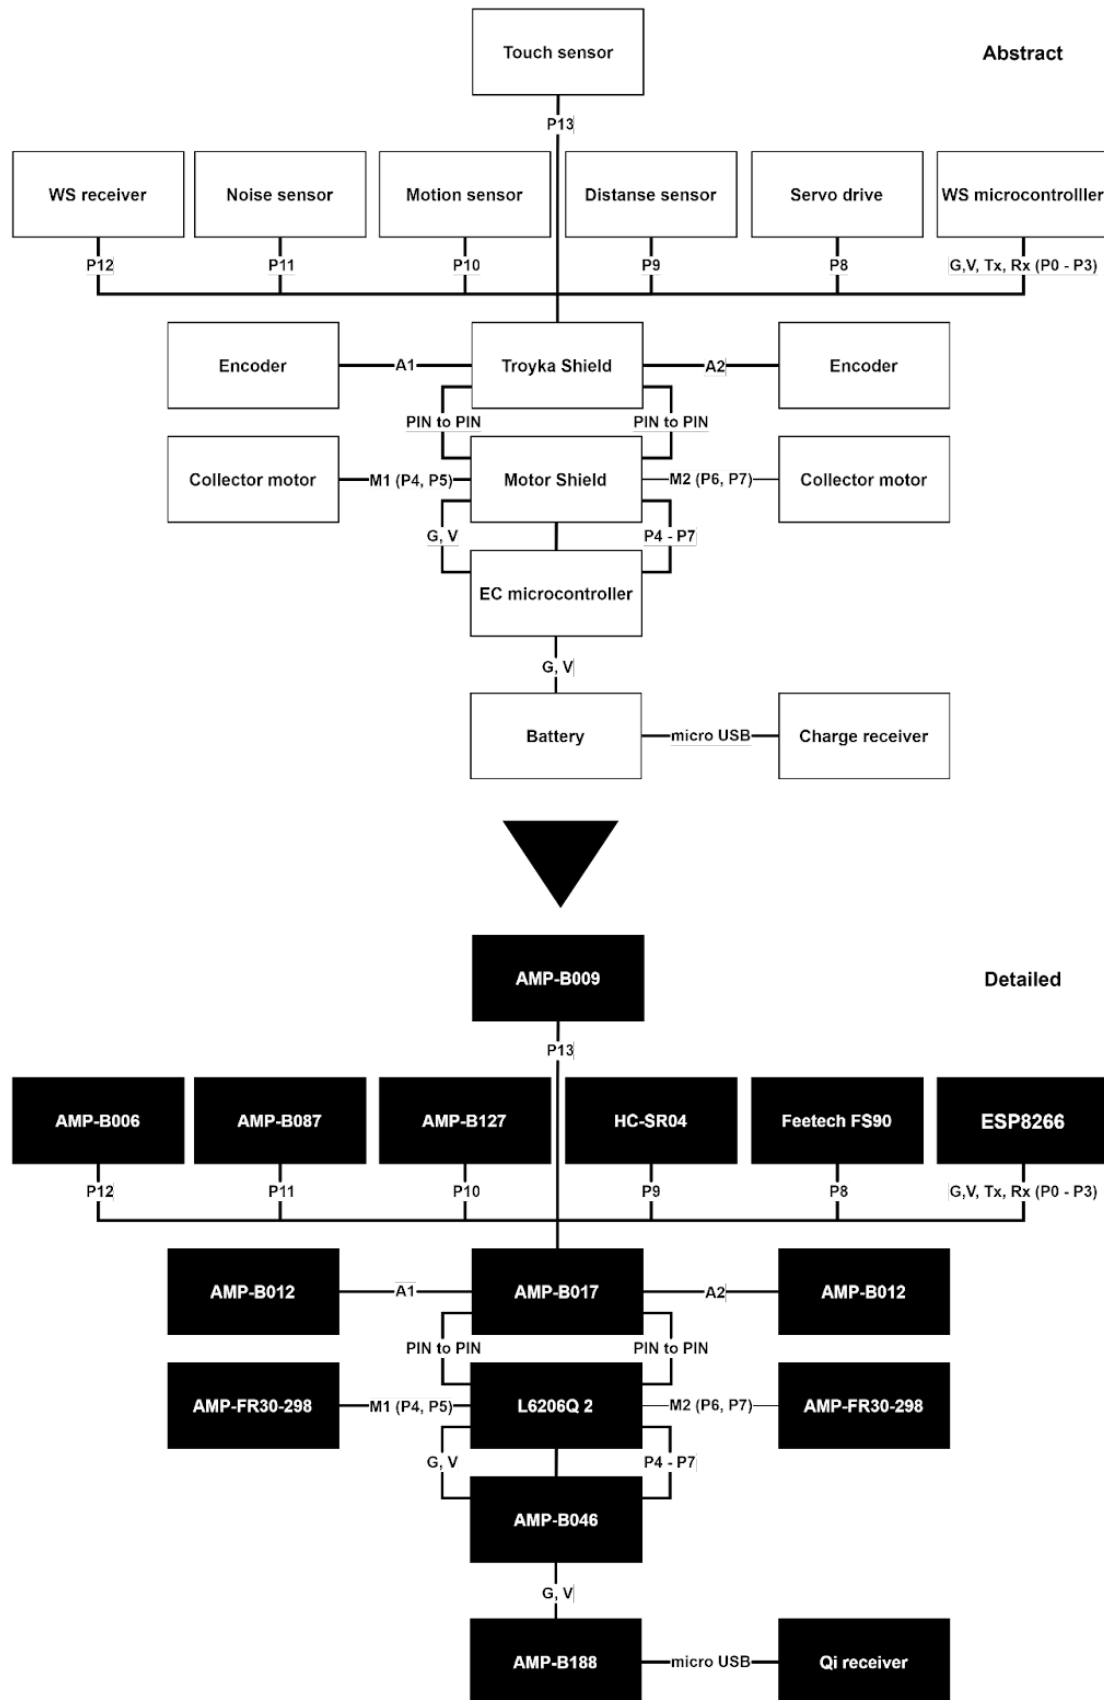 Touch sensor
Abstract
P13
WS receiver
Noise sensor
Motion sensor
Distanse sensor
Servo drive
WS microcontrolller
P12
P11
P10
P9
P8
G,V, Tx, Rx (P0 - P3)
Encoder
A1
Troyka Shield
A2
Encoder
PIN to PIN
PIN to PIN
Collector motor
M1 (P4, P5)
Motor Shield
M2 (P6, P7)
Collector motor
G, V
P4 - P7
EC microcontroller
G, V
Battery
micro USB
Charge receiver
AMP-B009
Detailed
P13
AMP-B006
AMP-B087
AMP-B127
HC-SR04
Feetech FS90
ESP8266
P12
P11
P10
P9
P8
G,V, Tx, Rx (P0 - P3)
AMP-B012
A1
AMP-B017
A2
AMP-B012
PIN to PIN
PIN to PIN
AMP-FR30-298
M1 (P4, P5)
L6206Q 2
M2 (P6, P7)
AMP-FR30-298
G, V
P4 - P7
AMP-B046
G, V
AMP-B188
micro USB
Qi receiver